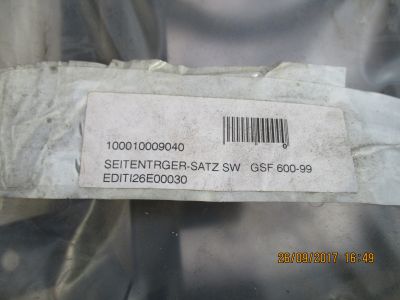 100010009040
SEITENTRGER-SATZ SW GSF 600-99
EDITI26E00030
26/09/2017 16:49